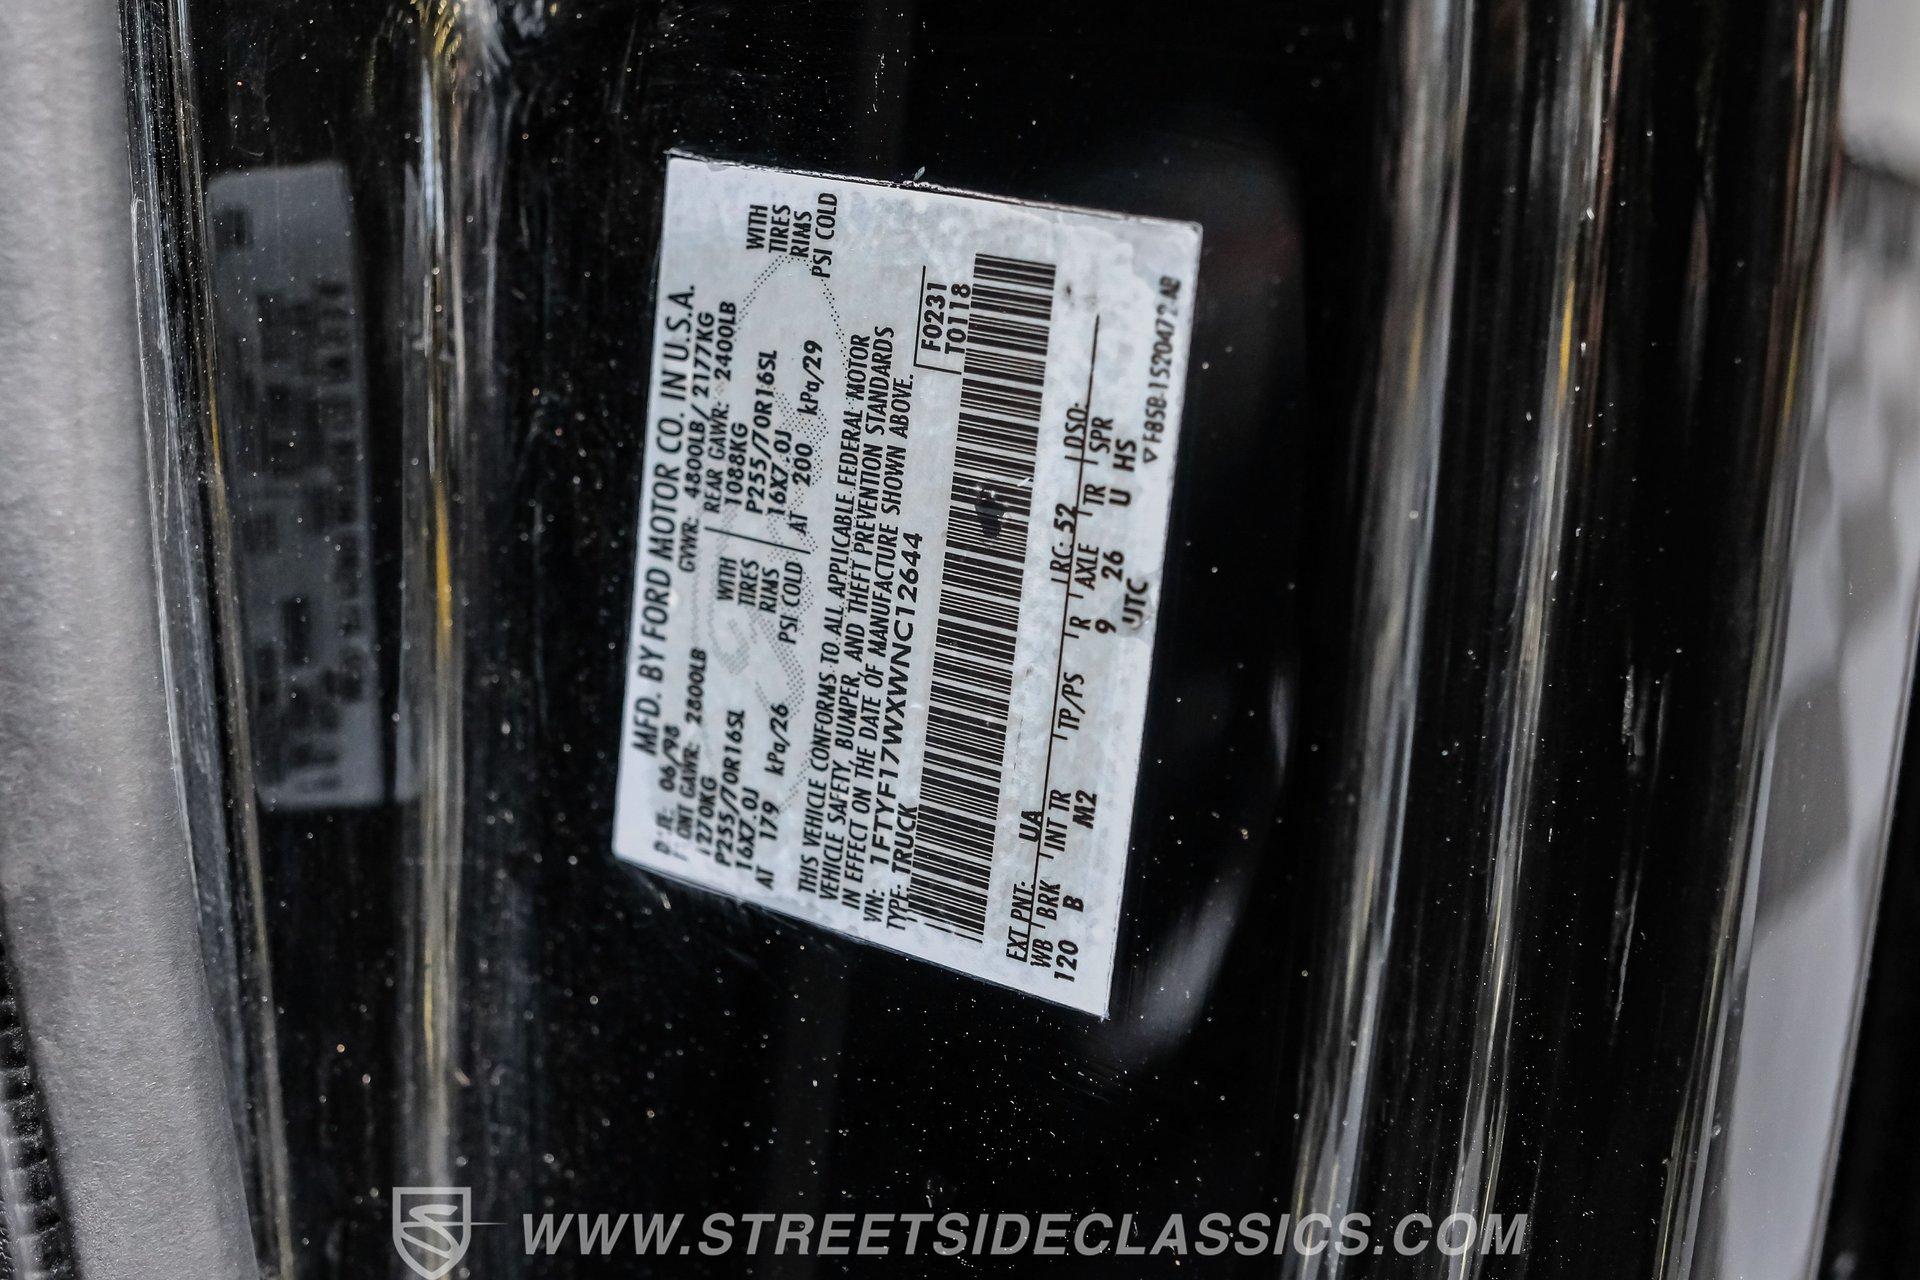 MFD. BY FORD MOTOR CO. IN U.S.A.
06/98 GVWR: 4800LB/ 2177KG
GAWR: 2800LB REAR GAWR: 2400LB
1270KG WITH 1088KG WITH
P255/70R16SL TIRES P255/70R16SL TIRES
16X7.0J RIMS 16X7.0J RIMS
AT 179 kPa/26 PSI COLD AT 200 kPa/29 PSI COLD
THIS VEHICLE CONFORMS TO ALL APPLICABLE FEDERAL MOTOR
VEHICLE SAFETY, BUMPER, AND THEFT PREVENTION STANDARDS
IN EFFECT ON THE DATE OF MANUFACTURE SHOWN ABOVE.
VIN: 1FTYF17WXWNC12644 F0231
TYPE: TRUCK T0118
EXT PNT: UA RC: 52 DSO:
WB BRK INT TR TP/PS R AXLE TR SPR
120 B M2 9 26 U HS
UTC
▽F85B-1520472-AB
WWW.STREETSIDECLASSICS.COM